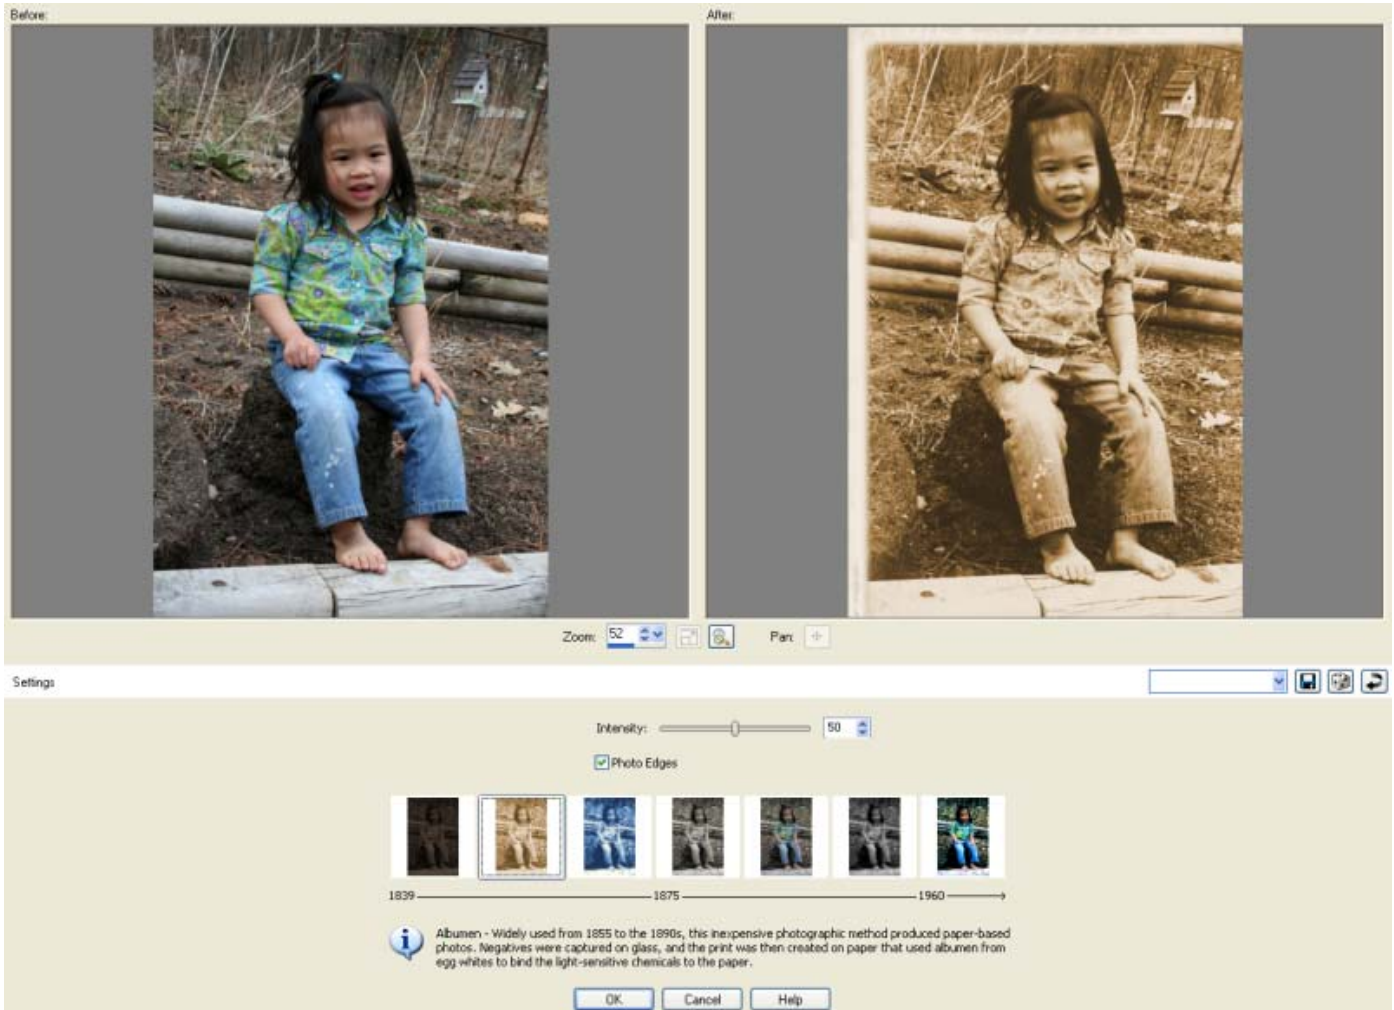 Before:
After:
Zoom: 52
Pan:
Settings
Intensity: 50
Photo Edges
1839 1875 1960
Albumen - Widely used from 1855 to the 1890s, this inexpensive photographic method produced paper-based
photos. Negatives were captured on glass, and the print was then created on paper that used albumen from
egg whites to bind the light-sensitive chemicals to the paper.
OK Cancel Help